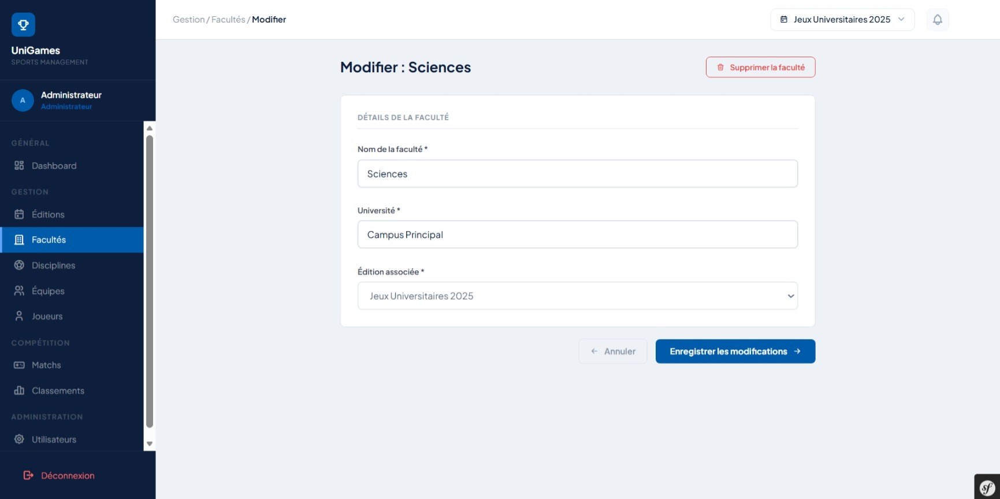 UniGames
SPORTS MANAGEMENT
A
Administrateur
Administrateur
GÉNÉRAL
Dashboard
GESTION
Éditions
Facultés
Disciplines
Équipes
Joueurs
COMPÉTITION
Matchs
Classements
ADMINISTRATION
Utilisateurs
Déconnexion
Gestion / Facultés / Modifier
Jeux Universitaires 2025
Modifier : Sciences
Supprimer la faculté
DÉTAILS DE LA FACULTÉ
Nom de la faculté *
Sciences
Université *
Campus Principal
Édition associée *
Jeux Universitaires 2025
← Annuler
Enregistrer les modifications →
sf